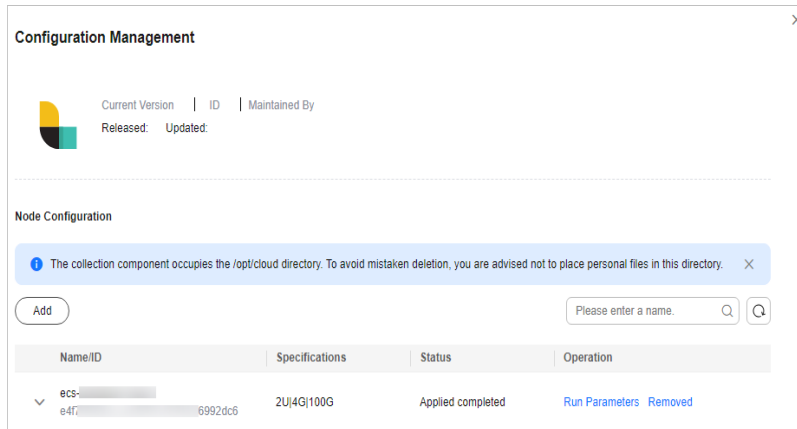 Configuration Management
Current Version | ID | Maintained By
Released: Updated:
Node Configuration
The collection component occupies the /opt/cloud directory. To avoid mistaken deletion, you are advised not to place personal files in this directory.
Add
Please enter a name.
Name/ID Specifications Status Operation
ecs-
2U|4G|100G Applied completed Run Parameters Removed
e4f7 6992dc6